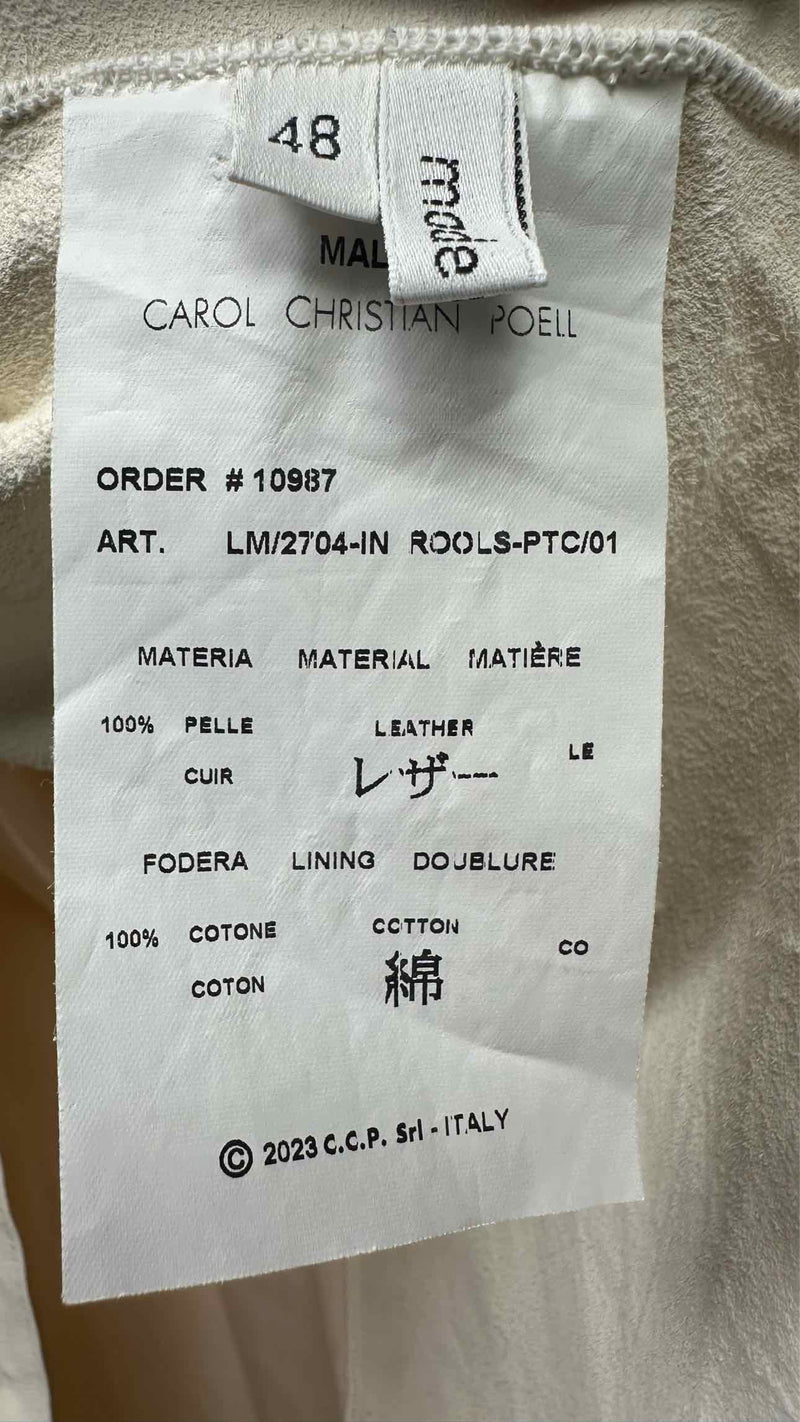 48
made
MAL
CAROL CHRISTIAN POELL
ORDER # 10987
ART. LM/2704-IN ROOLS-PTC/01
MATERIA MATERIAL MATIÈRE
100% PELLE LEATHER
CUIR レザー LE
FODERA LINING DOUBLURE
100% COTONE COTTON
COTON 綿 CO
© 2023 C.C.P. Srl - ITALY